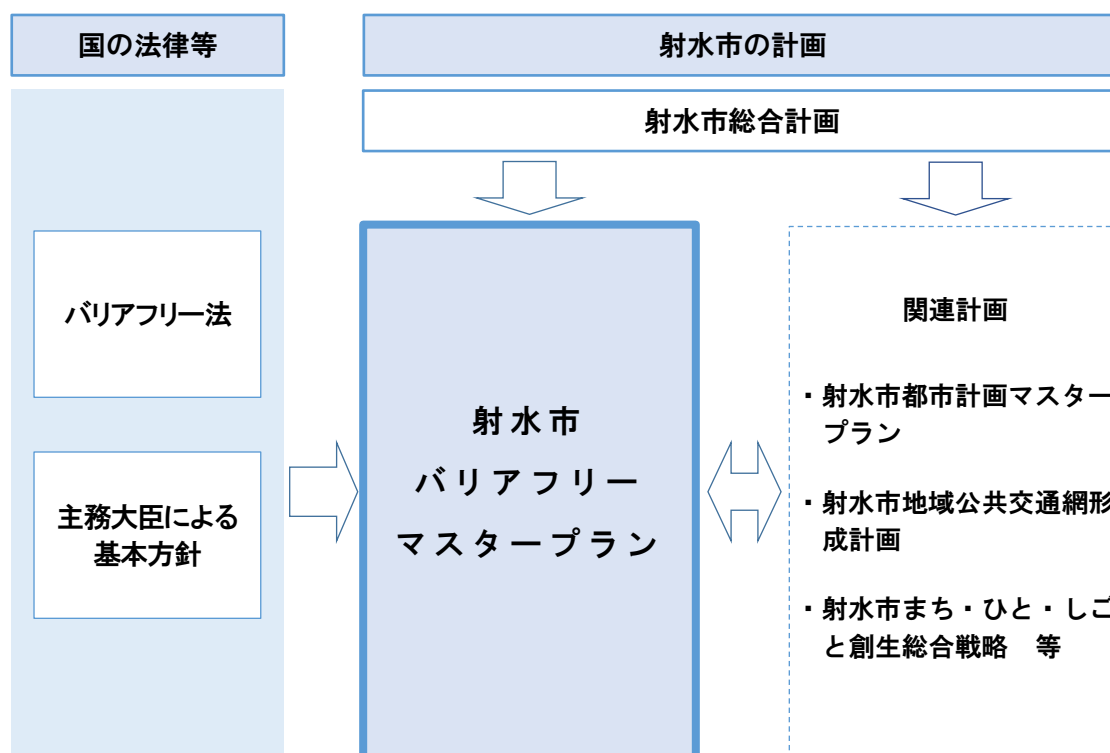 国の法律等
射水市の計画
射水市総合計画
バリアフリー法
主務大臣による
基本方針
射水市
バリアフリー
マスタープラン
関連計画
・射水市都市計画マスター
プラン
・射水市地域公共交通網形
成計画
・射水市まち・ひと・しご
と創生総合戦略　等